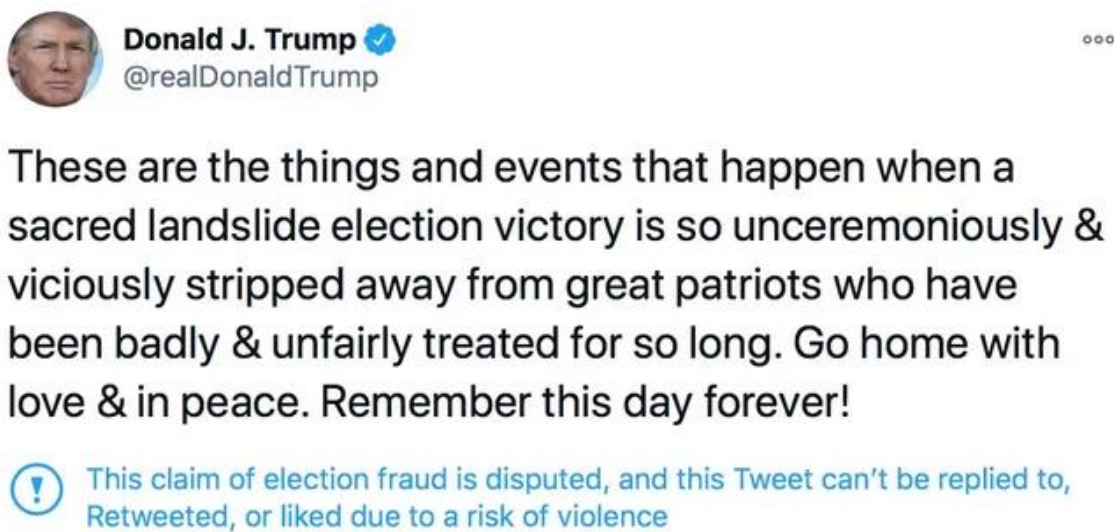 Donald J. Trump
@realDonaldTrump
These are the things and events that happen when a
sacred landslide election victory is so unceremoniously &
viciously stripped away from great patriots who have
been badly & unfairly treated for so long. Go home with
love & in peace. Remember this day forever!
This claim of election fraud is disputed, and this Tweet can't be replied to,
Retweeted, or liked due to a risk of violence